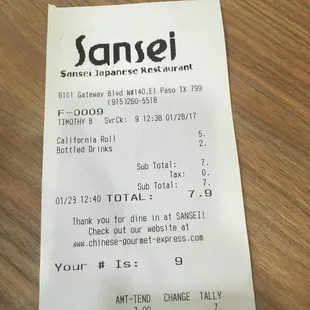 Sansei
Sansei Japanese Restaurant
6101 Gateway Blvd W#140,El Paso TX 799
(915)260-5518
F-0009
TIMOTHY B SvrCk: 9 12:38 01/28/17
California Roll 5.
Bottled Drinks 2.
Sub Total: 7.
Tax: 0.
Sub Total: 7.
01/23 12:40 TOTAL: 7.9
Thank you for dine in at SANSEI!
Check out our website at
www.chinese-gourmet-express.com
Your # Is: 9
AMT-TEND CHANGE TALLY